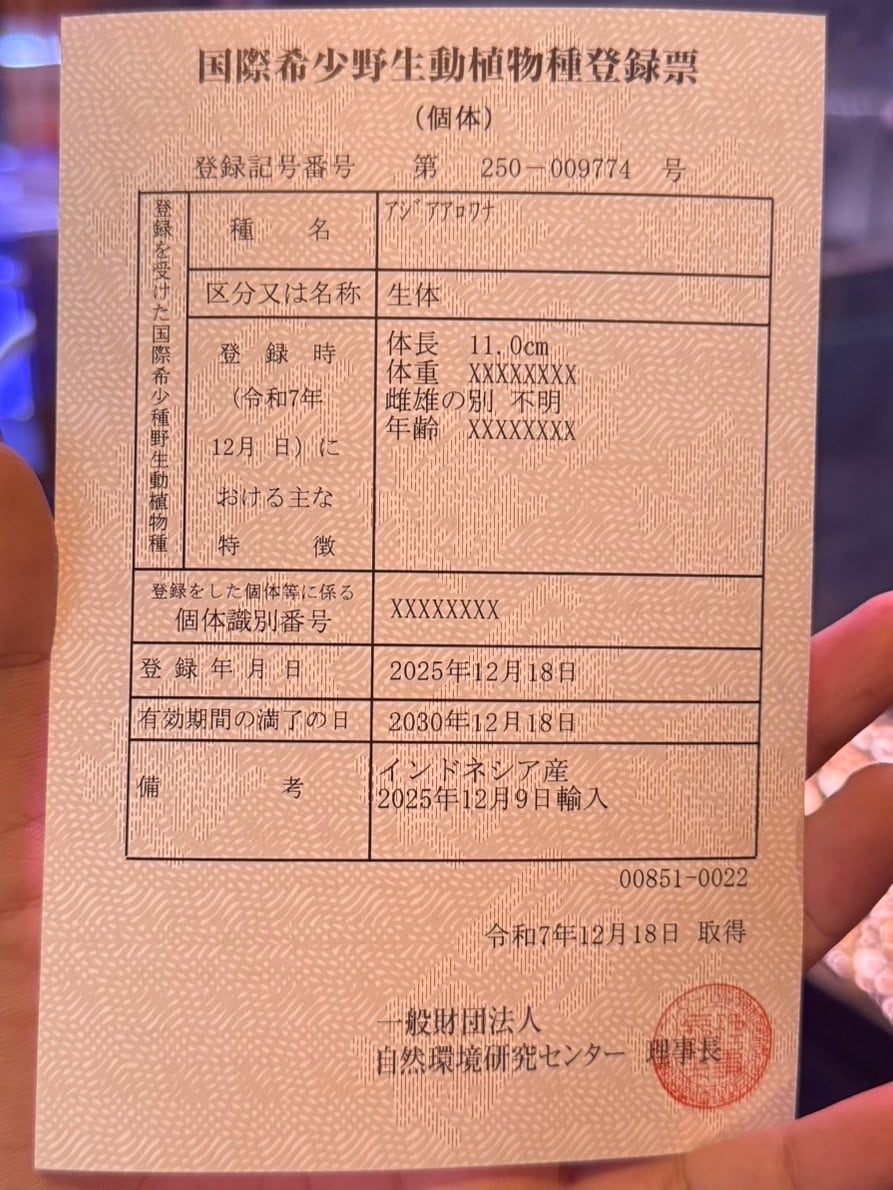 国際希少野生動植物種登録票
(個体)
登録記号番号 第 250-009774 号
登録を受けた国際希少種野生動植物種
種 名 アジアアロワナ
区分又は名称 生体
登 録 時
(令和7年
12月 日)に
おける主な
特 徴
体長 11.0cm
体重 XXXXXXXX
雌雄の別 不明
年齢 XXXXXXXX
登録をした個体等に係る
個体識別番号 XXXXXXXX
登録年月日 2025年12月18日
有効期間の満了の日 2030年12月18日
備 考
インドネシア産
2025年12月9日輸入
00851-0022
令和7年12月18日 取得
一般財団法人
自然環境研究センター 理事長